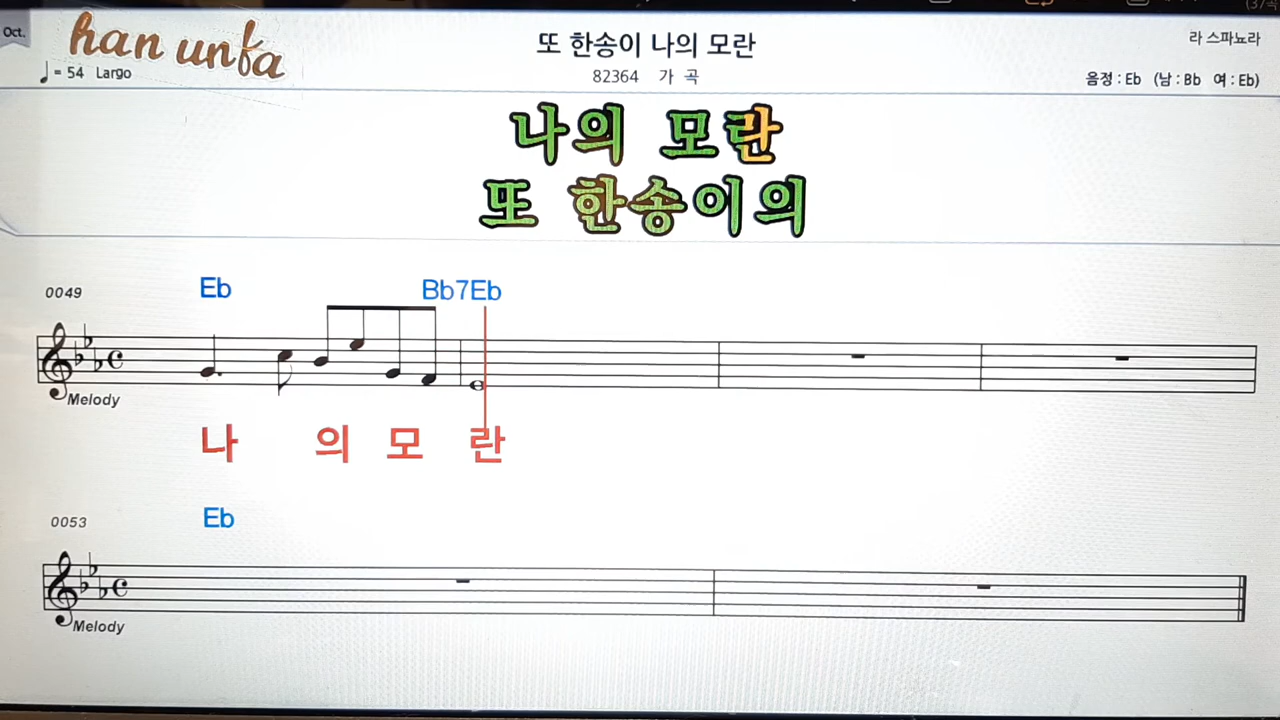 Oct.
han unfa
또 한송이 나의 모란
라 스파뇨라
= 54 Largo
82364 가 곡
음정 : Eb (남 : Bb 여 : Eb)
나의 모란
또 한송이의
0049
Eb
Bb7Eb
Melody
나 의 모 란
0053
Eb
Melody